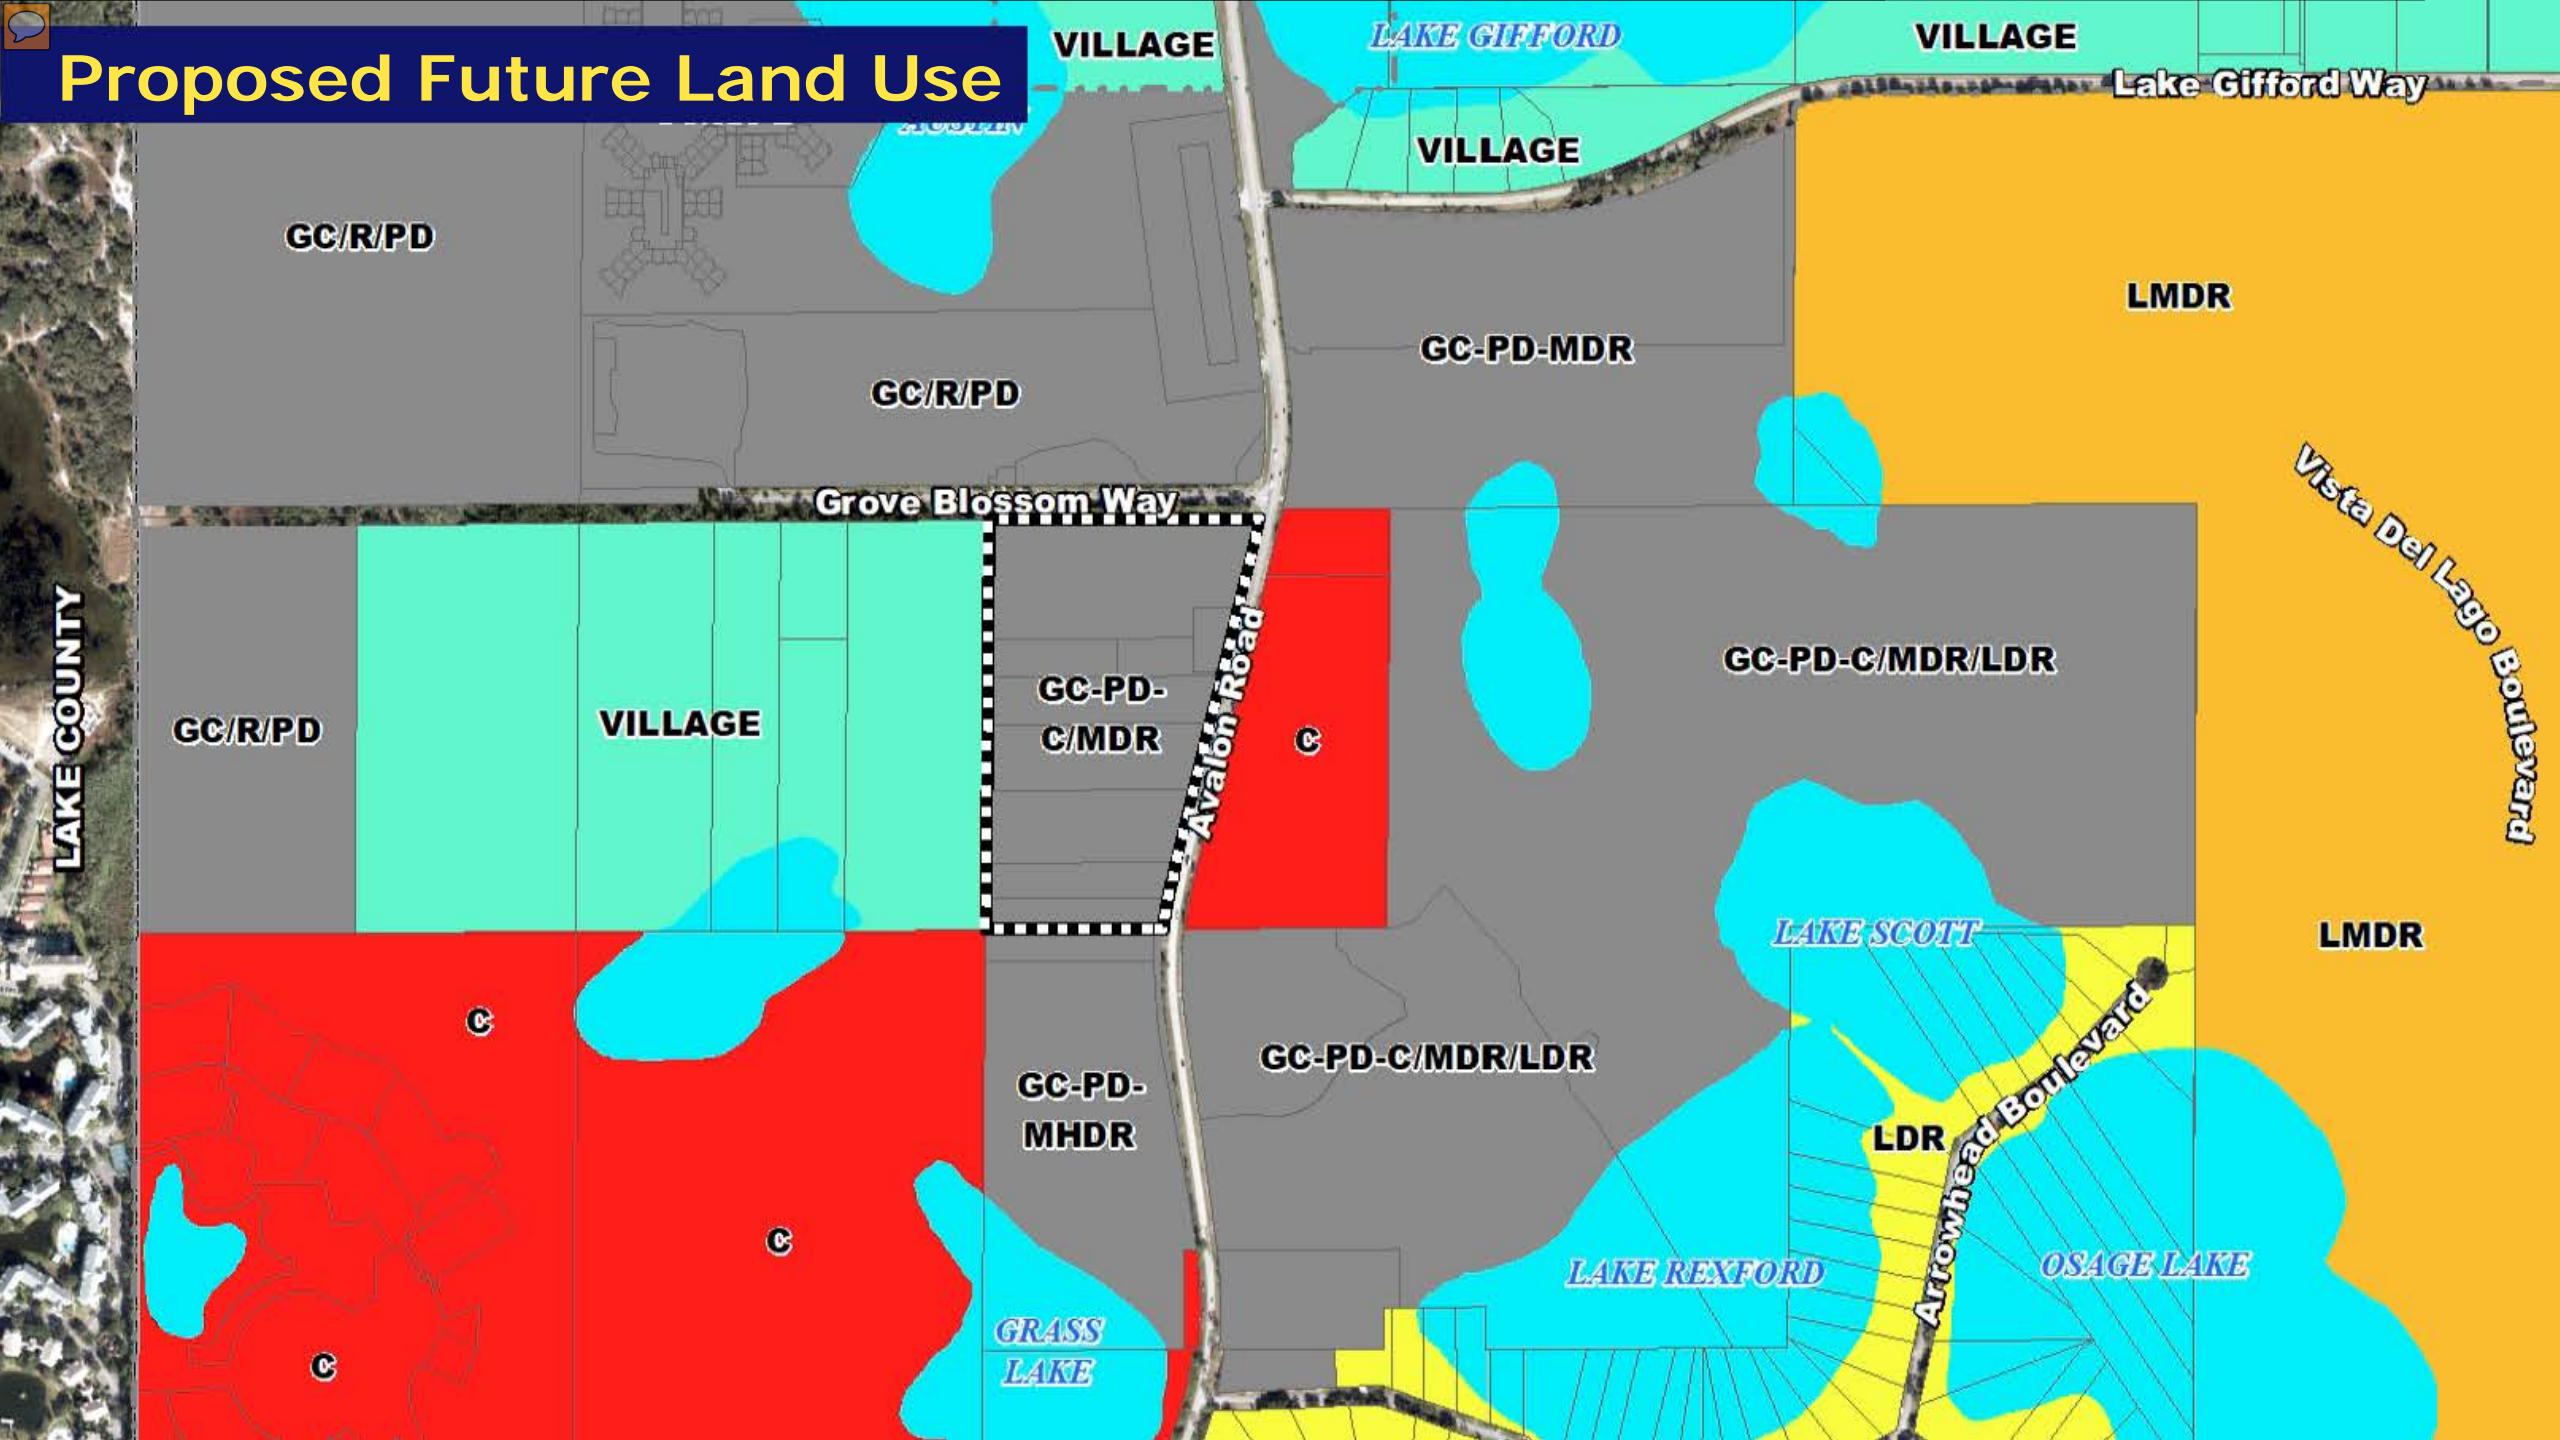 Proposed Future Land Use
VILLAGE
LAKE GIFFORD
VILLAGE
Lake Gifford Way
AUSTIN
VILLAGE
GC/R/PD
LMDR
GC-PD-MDR
GC/R/PD
Grove Blossom Way
Vista Del Lago Boulevard
LAKE COUNTY
GC/R/PD
VILLAGE
GC-PD-
C/MDR
Avalon Road
C
GC-PD-C/MDR/LDR
LAKE SCOTT
LMDR
C
GC-PD-
MHDR
GC-PD-C/MDR/LDR
LDR
Arrowhead Boulevard
C
LAKE REXFORD
OSAGE LAKE
GRASS
LAKE
C